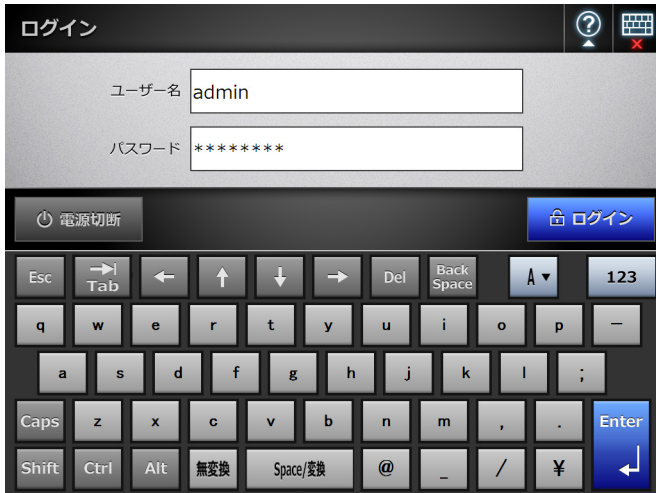 ログイン
?
ユーザー名 admin
パスワード ********
電源切断 ログイン
Esc Tab ← ↑ ↓ → Del Back Space A▼ 123
q w e r t y u i o p －
a s d f g h j k l ;
Caps z x c v b n m , . Enter
Shift Ctrl Alt 無変換 Space/変換 @ _ / ¥